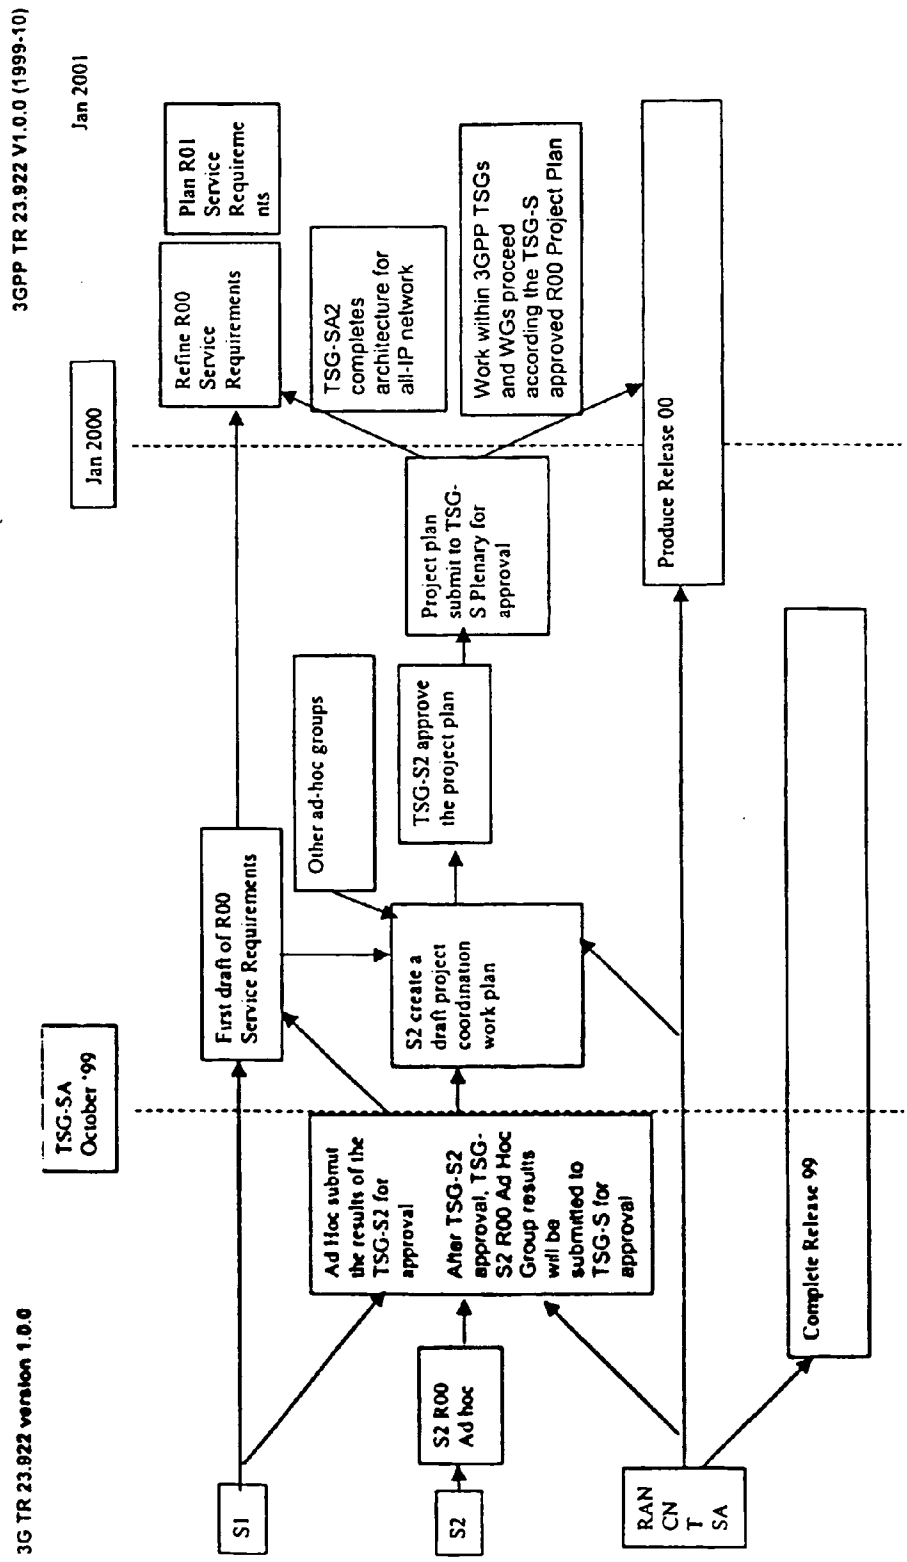 3G TR 23.922 version 1.0.0
3GPP TR 23.922 V1.0.0 (1999-10)
TSG-SA
October '99
Jan 2000
Jan 2001
S1
First draft of R00
Service Requirements
Refine R00
Service
Requirements
Plan R01
Service
Requireme
nts
Other ad-hoc groups
TSG-SA2
completes
architecture for
all-IP network
S2
S2 R00
Ad hoc
Ad Hoc submit
the results of the
TSG-S2 for
approval
After TSG-S2
approval, TSG-
S2 R00 Ad Hoc
Group results
will be
submitted to
TSG-S for
approval
S2 create a
draft project
coordination
work plan
TSG-S2 approve
the project plan
Project plan
submit to TSG-
S Plenary for
approval
Work within 3GPP TSGs
and WGs proceed
according the TSG-S
approved R00 Project Plan
RAN
CN
T
SA
Produce Release 00
Complete Release 99